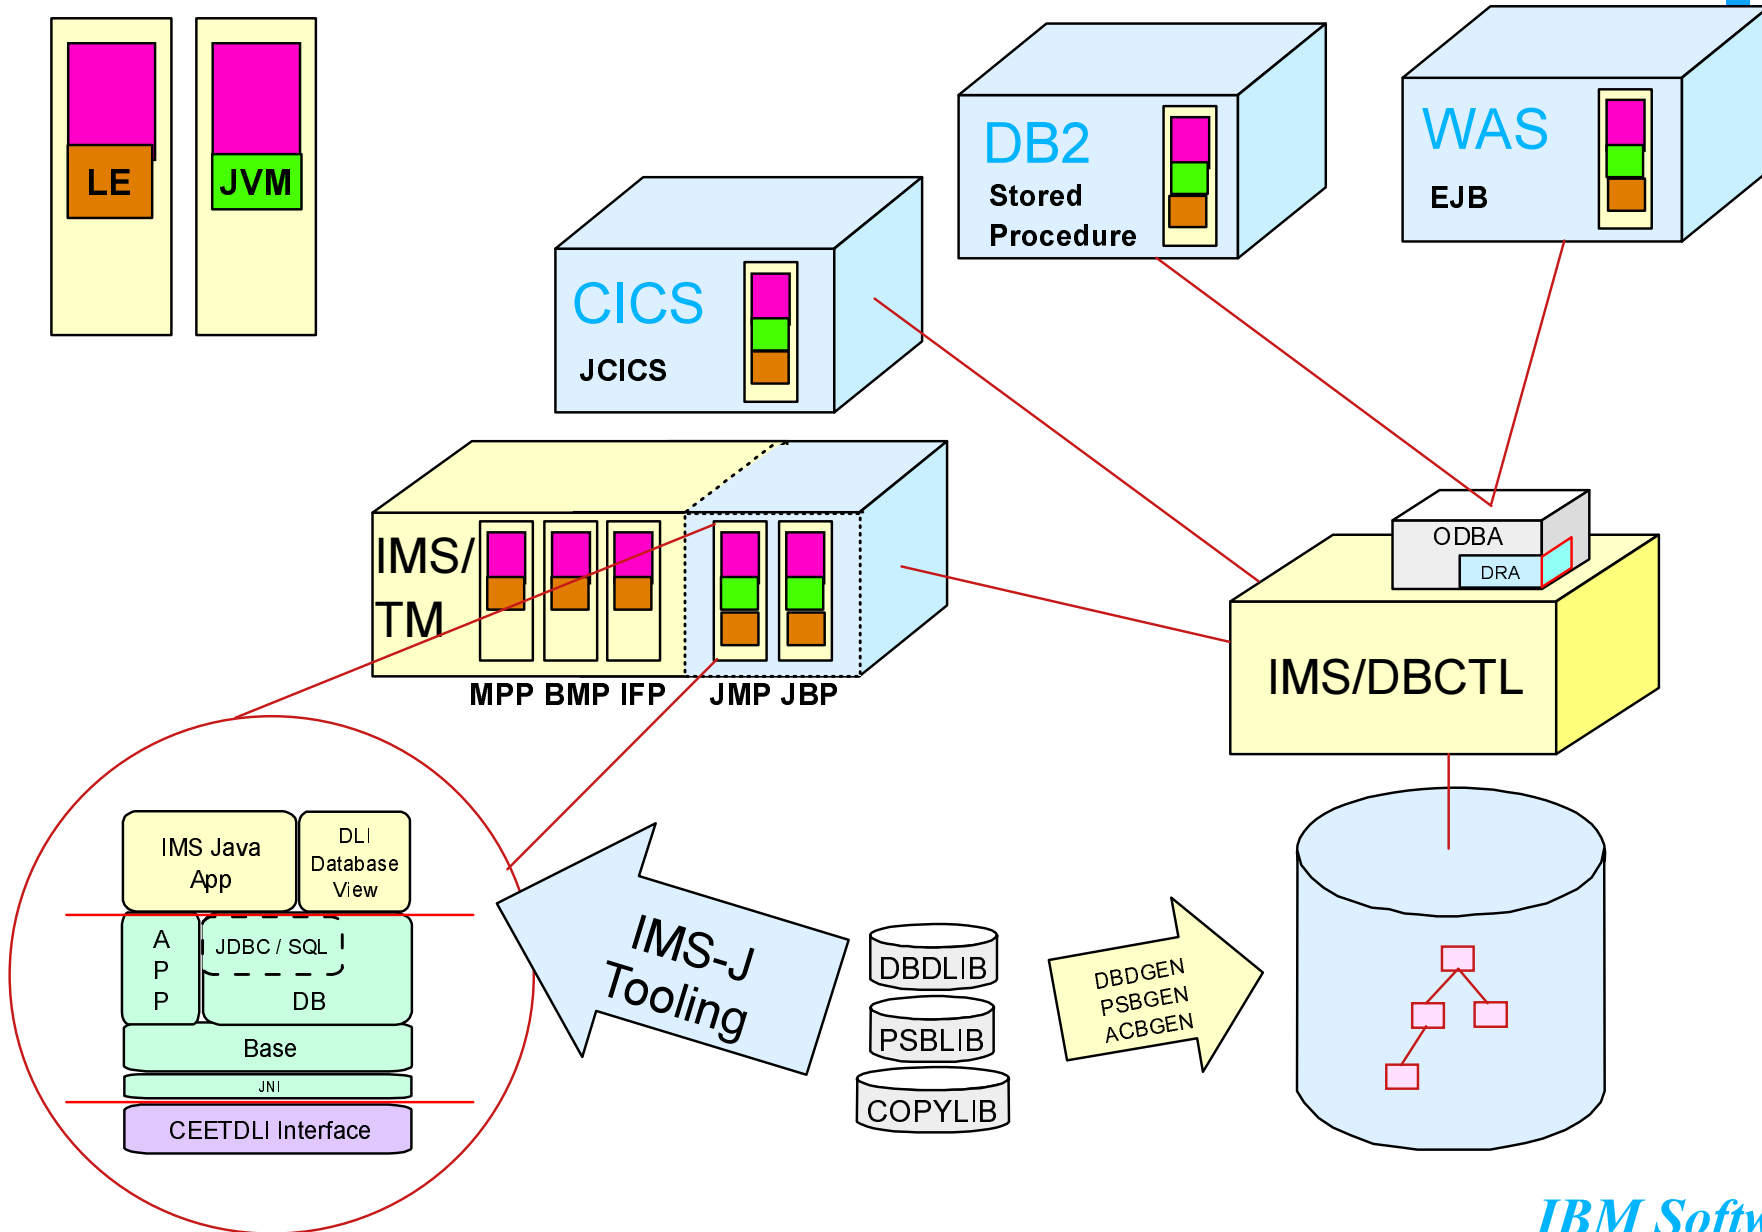 LE
JVM
DB2
Stored
Procedure
WAS
EJB
CICS
JCICS
IMS/
TM
MPP BMP IFP JMP JBP
ODBA
DRA
IMS/DBCTL
IMS Java
App
DLI
Database
View
A
P
P
JDBC / SQL
DB
Base
JNI
CEETDLI Interface
IMS-J
Tooling
DBDLIB
PSBLIB
COPYLIB
DBDGEN
PSBGEN
ACBGEN
IBM